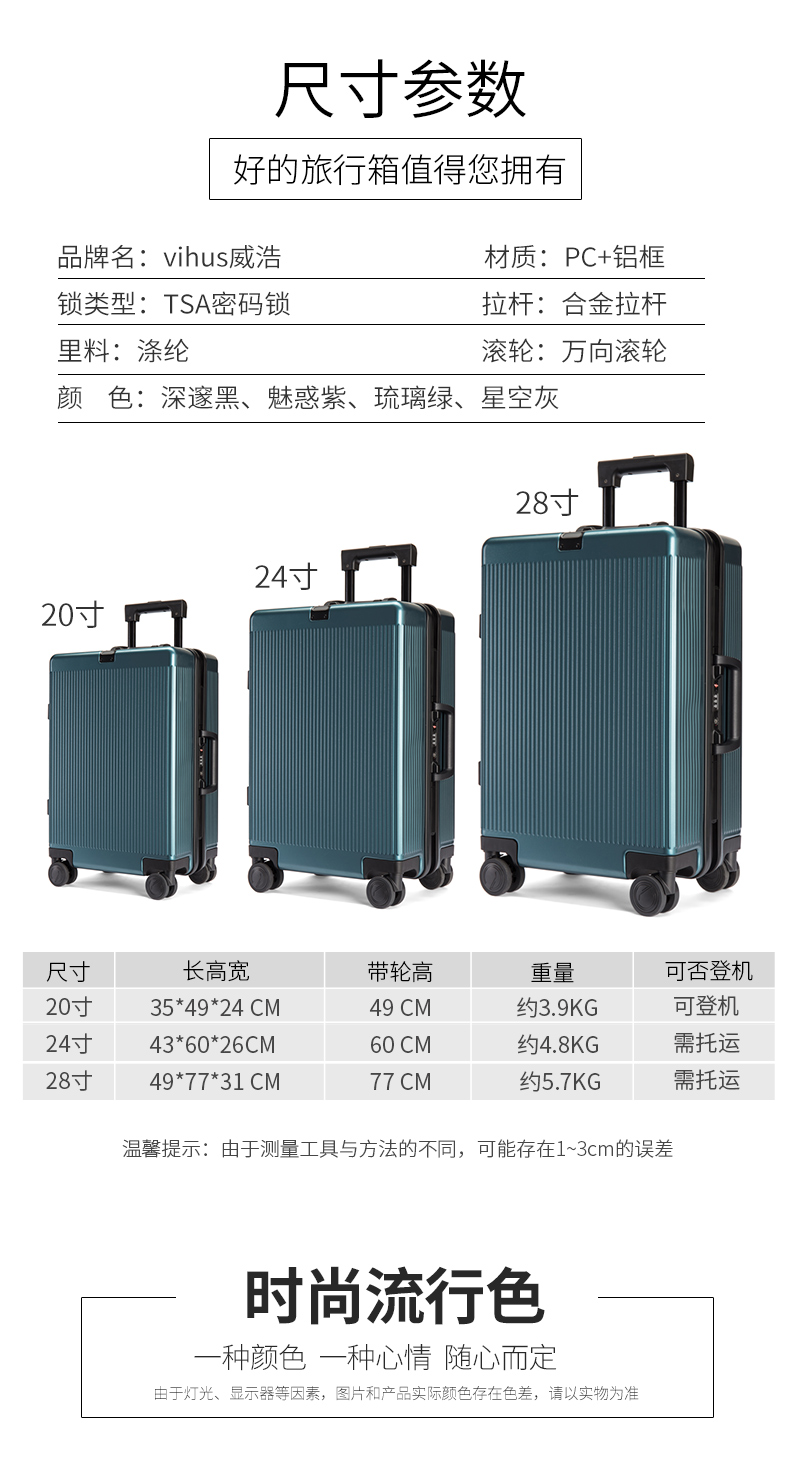 尺寸参数
好的旅行箱值得您拥有
品牌名：vihus威浩 材质：PC+铝框
锁类型：TSA密码锁 拉杆：合金拉杆
里料：涤纶 滚轮：万向滚轮
颜 色：深邃黑、魅惑紫、琉璃绿、星空灰
28寸
24寸
20寸
尺寸 长高宽 带轮高 重量 可否登机
20寸 35*49*24 CM 49 CM 约3.9KG 可登机
24寸 43*60*26CM 60 CM 约4.8KG 需托运
28寸 49*77*31 CM 77 CM 约5.7KG 需托运
温馨提示：由于测量工具与方法的不同，可能存在1~3cm的误差
时尚流行色
一种颜色 一种心情 随心而定
由于灯光、显示器等因素，图片和产品实际颜色存在色差，请以实物为准